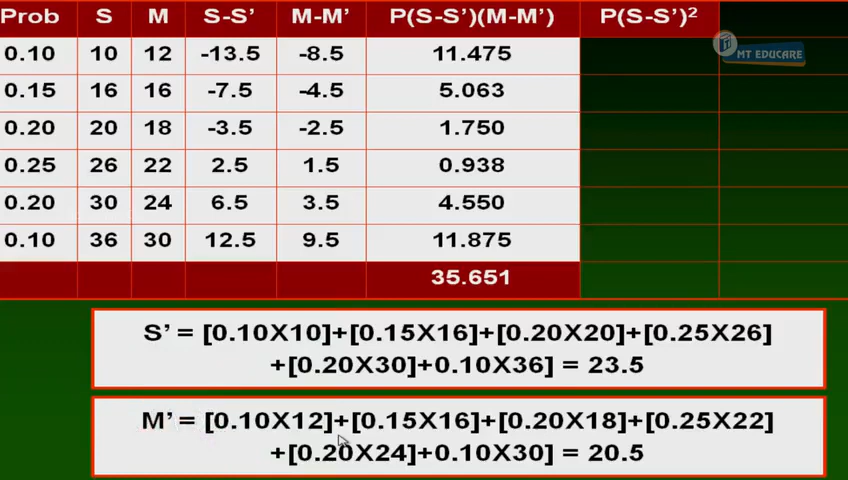 Prob S M S-S’ M-M’ P(S-S’)(M-M’) P(S-S’)²
MT EDUCARE
0.10 10 12 -13.5 -8.5 11.475
0.15 16 16 -7.5 -4.5 5.063
0.20 20 18 -3.5 -2.5 1.750
0.25 26 22 2.5 1.5 0.938
0.20 30 24 6.5 3.5 4.550
0.10 36 30 12.5 9.5 11.875
35.651
S’ = [0.10X10]+[0.15X16]+[0.20X20]+[0.25X26]
+[0.20X30]+0.10X36] = 23.5
M’ = [0.10X12]+[0.15X16]+[0.20X18]+[0.25X22]
+[0.20X24]+0.10X30] = 20.5